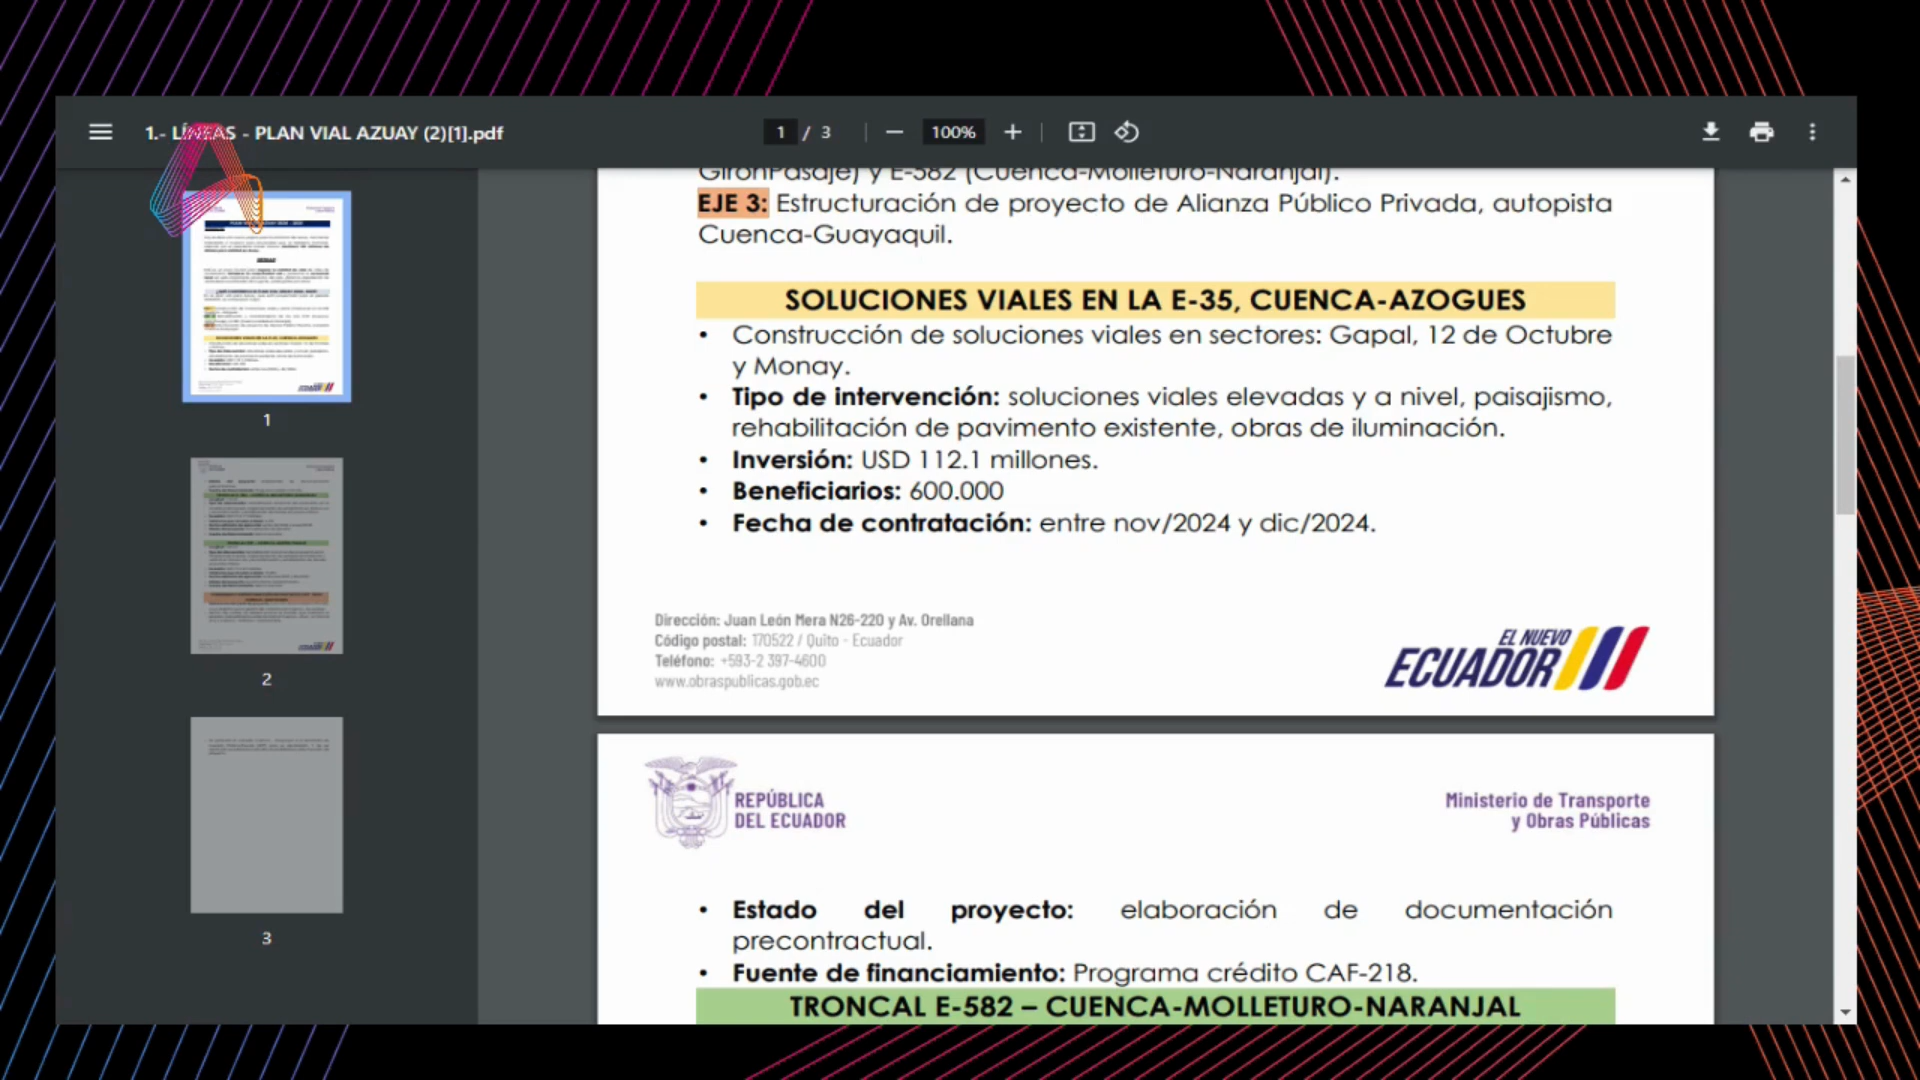 1.- LÍNEAS - PLAN VIAL AZUAY (2)[1].pdf
1 / 3
100%
1
2
3
GirónPasaje) y E-582 (Cuenca-Molleturo-Naranjal).
EJE 3: Estructuración de proyecto de Alianza Público Privada, autopista
Cuenca-Guayaquil.
SOLUCIONES VIALES EN LA E-35, CUENCA-AZOGUES
• Construcción de soluciones viales en sectores: Gapal, 12 de Octubre
y Monay.
• Tipo de intervención: soluciones viales elevadas y a nivel, paisajismo,
rehabilitación de pavimento existente, obras de iluminación.
• Inversión: USD 112.1 millones.
• Beneficiarios: 600.000
• Fecha de contratación: entre nov/2024 y dic/2024.
Dirección: Juan León Mera N26-220 y Av. Orellana
Código postal: 170522 / Quito - Ecuador
Teléfono: +593-2 397-4600
www.obraspublicas.gob.ec
EL NUEVO
ECUADOR
REPÚBLICA
DEL ECUADOR
Ministerio de Transporte
y Obras Públicas
• Estado del proyecto: elaboración de documentación
precontractual.
• Fuente de financiamiento: Programa crédito CAF-218.
TRONCAL E-582 – CUENCA-MOLLETURO-NARANJAL